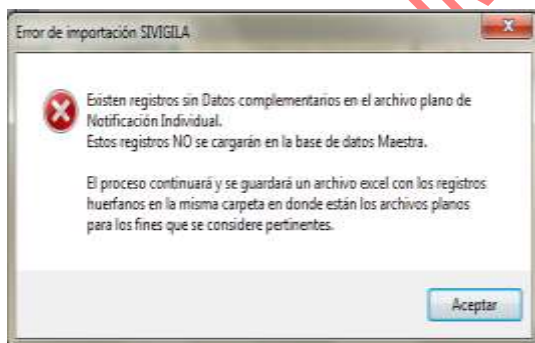 Error de importación SIVIGILA
Existen registros sin Datos complementarios en el archivo plano de
Notificación Individual.
Estos registros NO se cargarán en la base de datos Maestra.
El proceso continuará y se guardará un archivo excel con los registros
huerfanos en la misma carpeta en donde están los archivos planos
para los fines que se considere pertinentes.
Aceptar